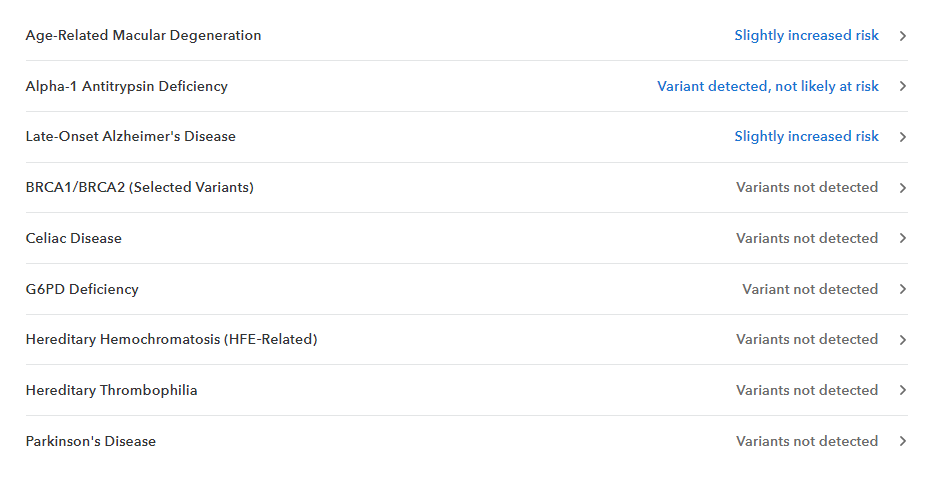 Age-Related Macular Degeneration Slightly increased risk
Alpha-1 Antitrypsin Deficiency Variant detected, not likely at risk
Late-Onset Alzheimer's Disease Slightly increased risk
BRCA1/BRCA2 (Selected Variants) Variants not detected
Celiac Disease Variants not detected
G6PD Deficiency Variant not detected
Hereditary Hemochromatosis (HFE-Related) Variants not detected
Hereditary Thrombophilia Variants not detected
Parkinson's Disease Variants not detected